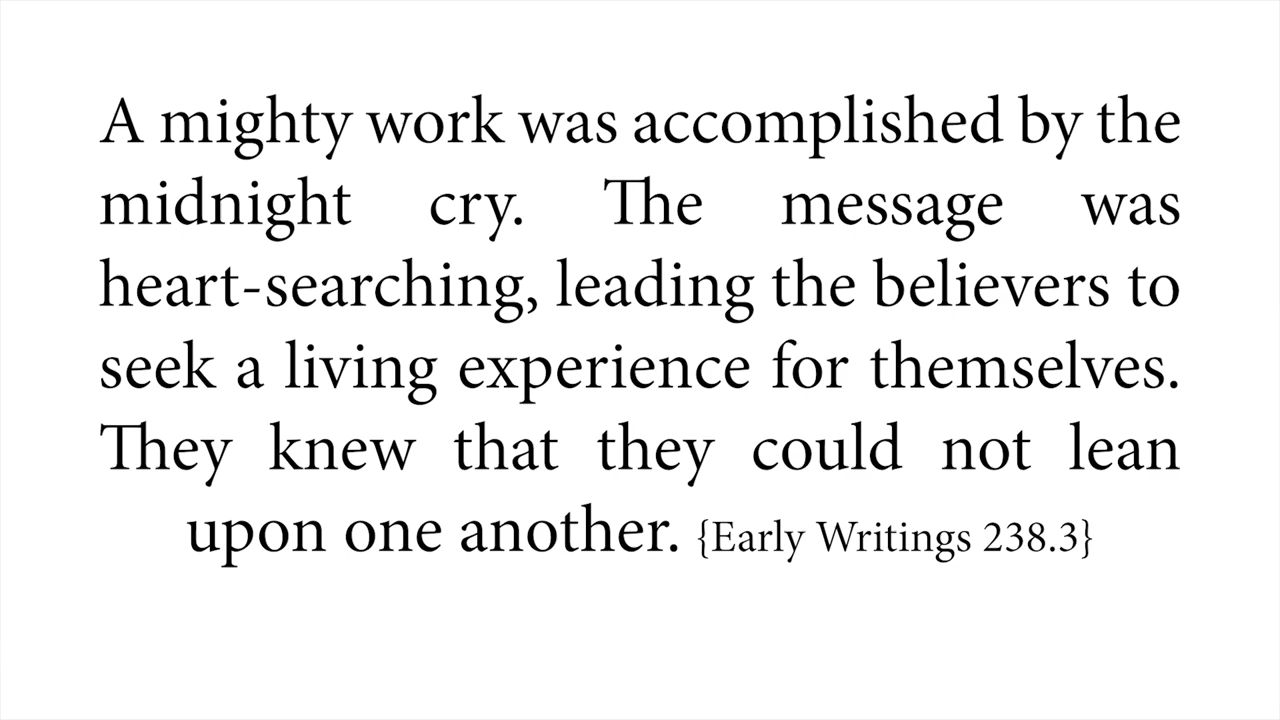 A mighty work was accomplished by the
midnight cry. The message was
heart-searching, leading the believers to
seek a living experience for themselves.
They knew that they could not lean
upon one another. {Early Writings 238.3}